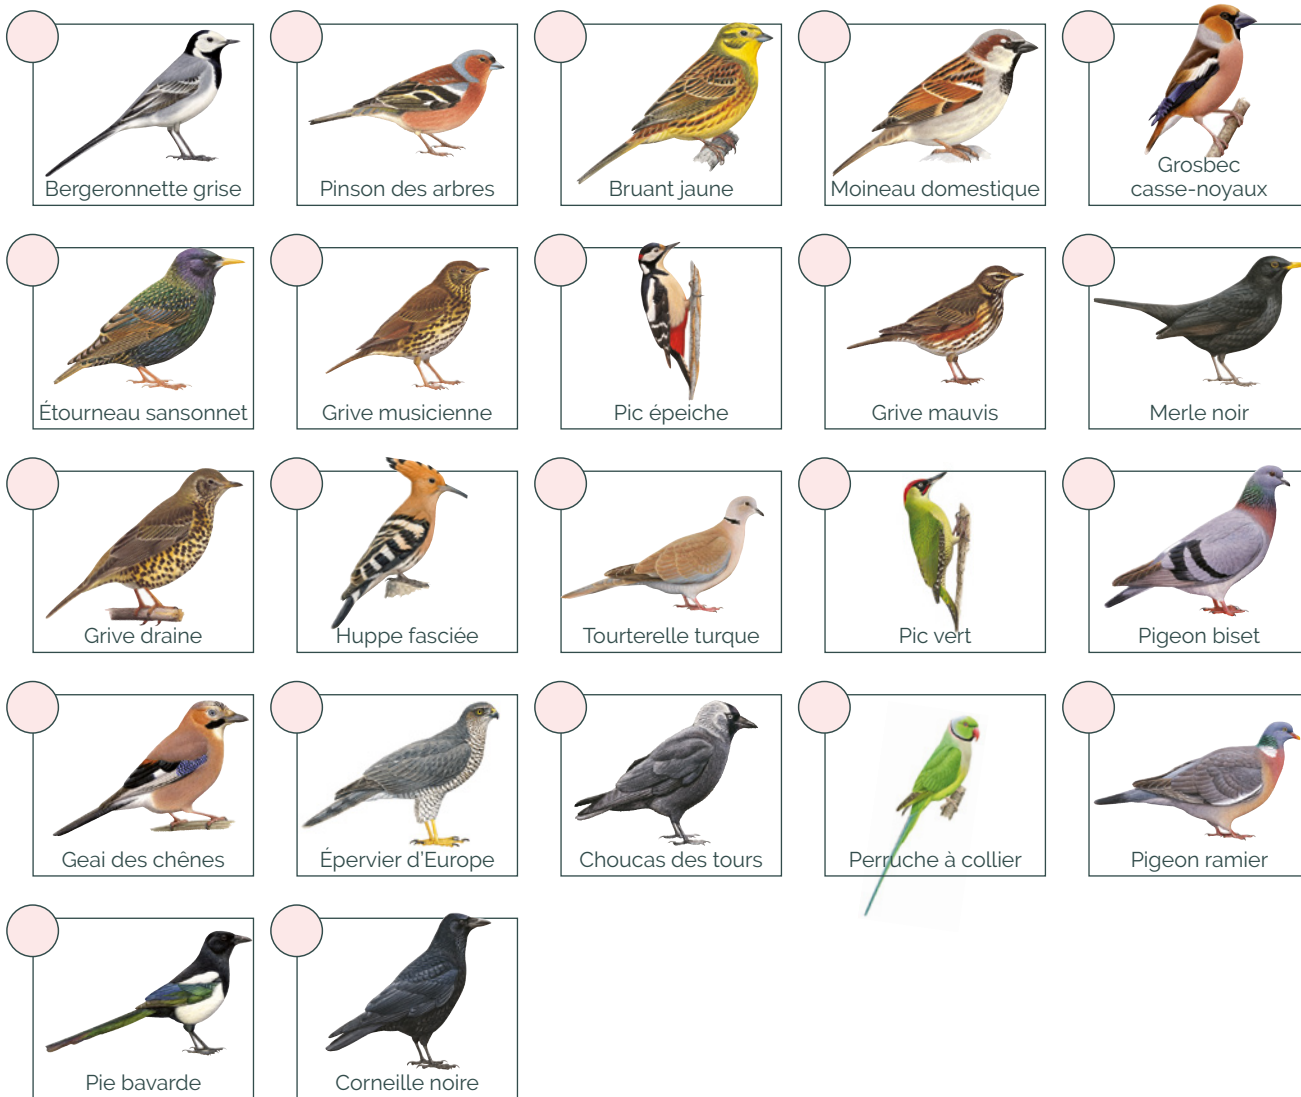 Bergeronnette grise
Pinson des arbres
Bruant jaune
Moineau domestique
Grosbec
casse-noyaux
Étourneau sansonnet
Grive musicienne
Pic épeiche
Grive mauvis
Merle noir
Grive draine
Huppe fasciée
Tourterelle turque
Pic vert
Pigeon biset
Geai des chênes
Épervier d'Europe
Choucas des tours
Perruche à collier
Pigeon ramier
Pie bavarde
Corneille noire